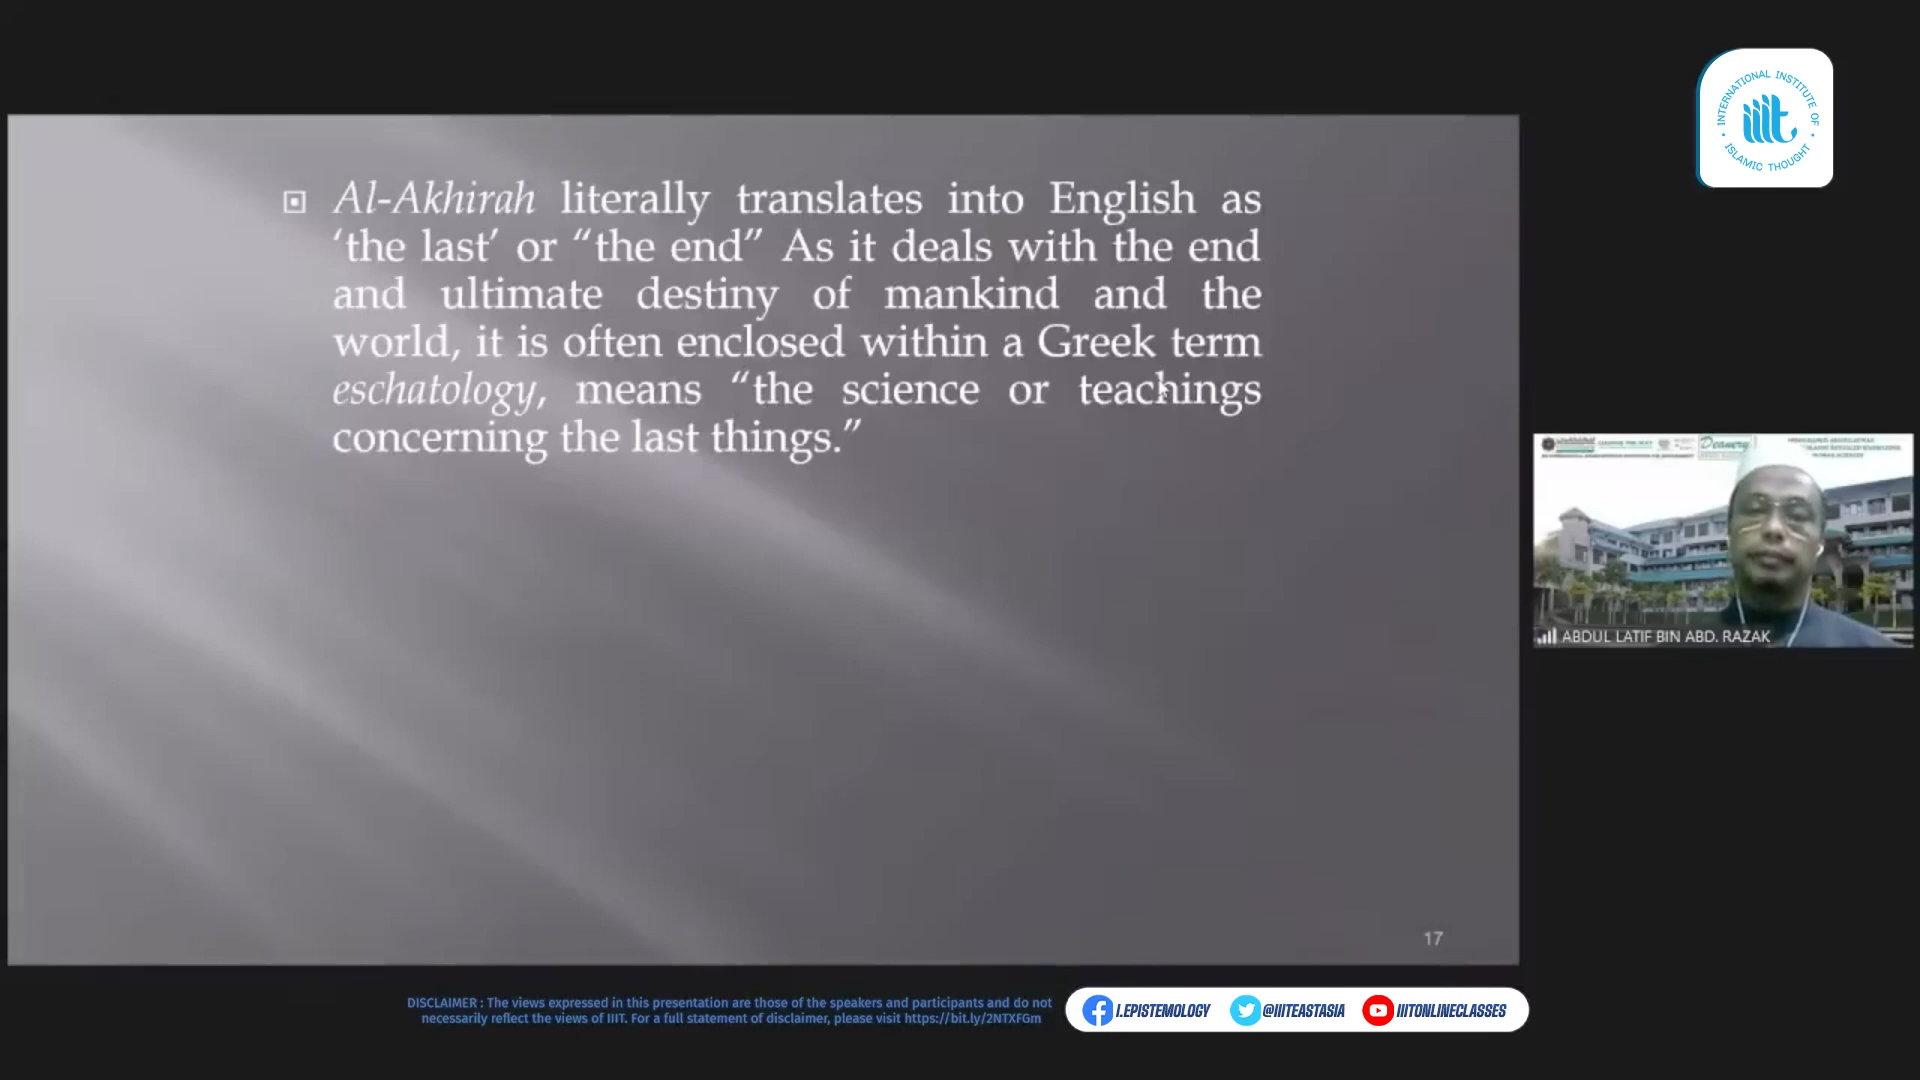 Al-Akhirah literally translates into English as
‘the last’ or “the end” As it deals with the end
and ultimate destiny of mankind and the
world, it is often enclosed within a Greek term
eschatology, means “the science or teachings
concerning the last things.”
17
INTERNATIONAL INSTITUTE OF
iiit
ISLAMIC THOUGHT
Deanery
ABDUL LATIF BIN ABD. RAZAK
DISCLAIMER : The views expressed in this presentation are those of the speakers and participants and do not
necessarily reflect the views of IIIT. For a full statement of disclaimer, please visit https://bit.ly/2NTXFGm
I.EPISTEMOLOGY @IIITEASTASIA IIITONLINECLASSES